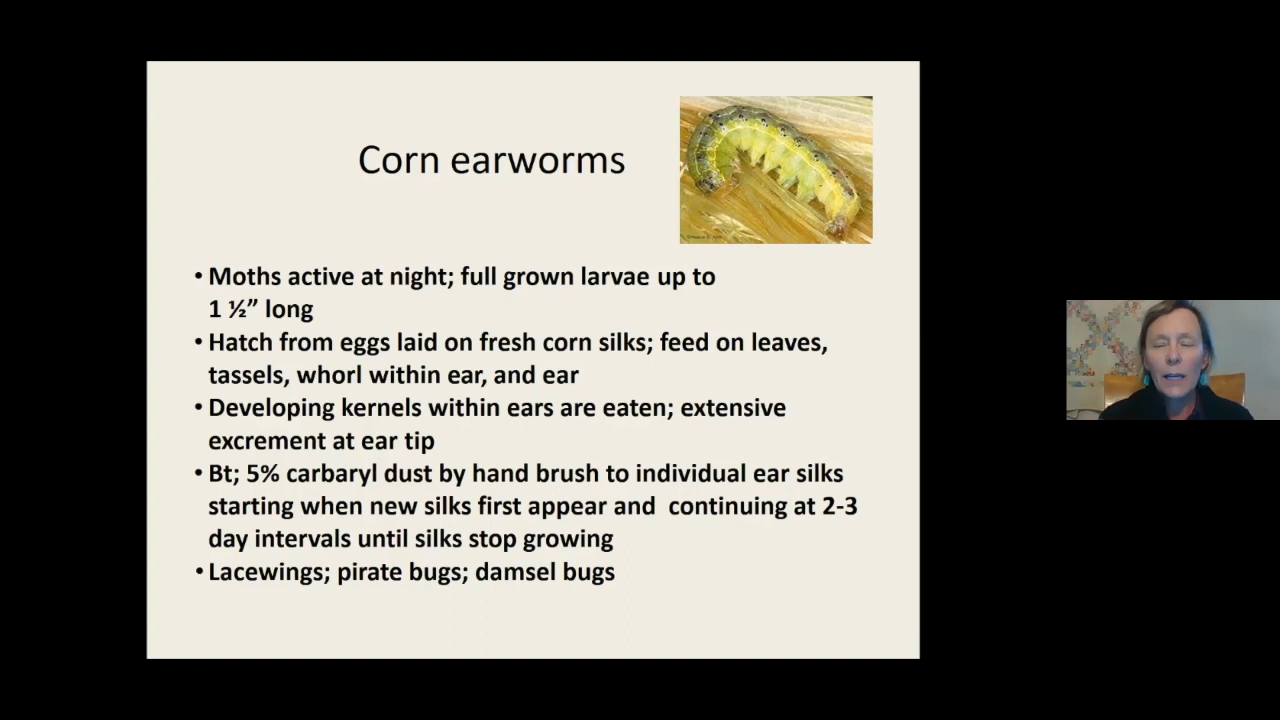 Corn earworms
• Moths active at night; full grown larvae up to
1 ½” long
• Hatch from eggs laid on fresh corn silks; feed on leaves,
tassels, whorl within ear, and ear
• Developing kernels within ears are eaten; extensive
excrement at ear tip
• Bt; 5% carbaryl dust by hand brush to individual ear silks
starting when new silks first appear and  continuing at 2-3
day intervals until silks stop growing
• Lacewings; pirate bugs; damsel bugs